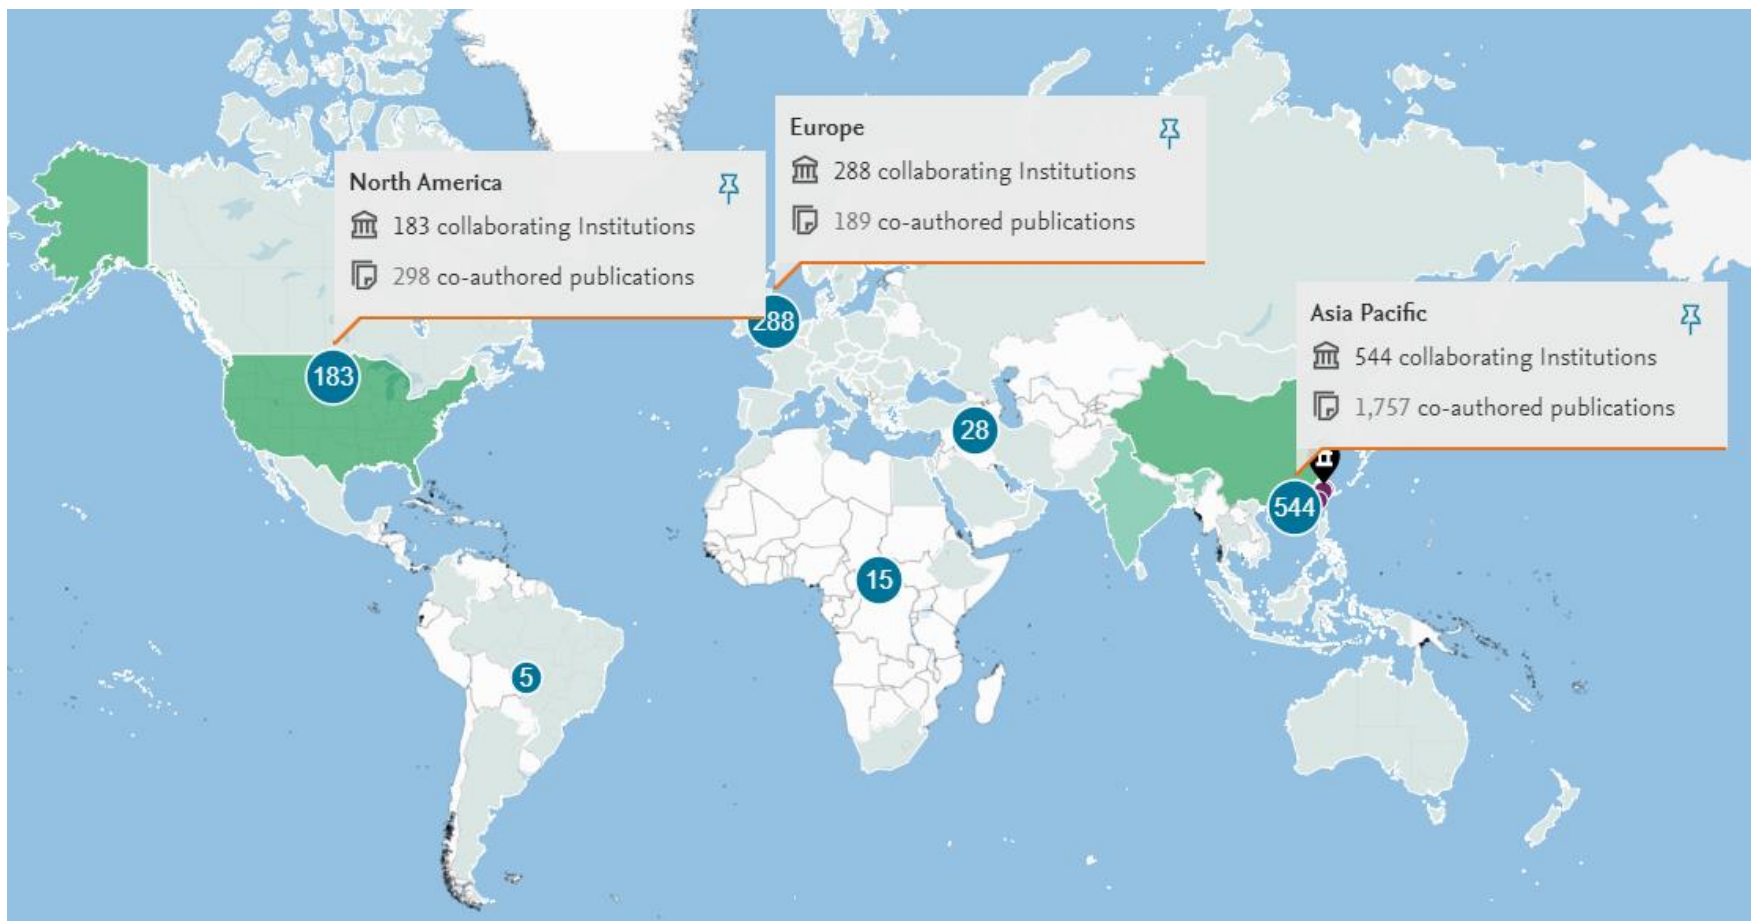 Europe
288 collaborating Institutions
189 co-authored publications
North America
183 collaborating Institutions
298 co-authored publications
Asia Pacific
544 collaborating Institutions
1,757 co-authored publications
288
183
28
544
15
5